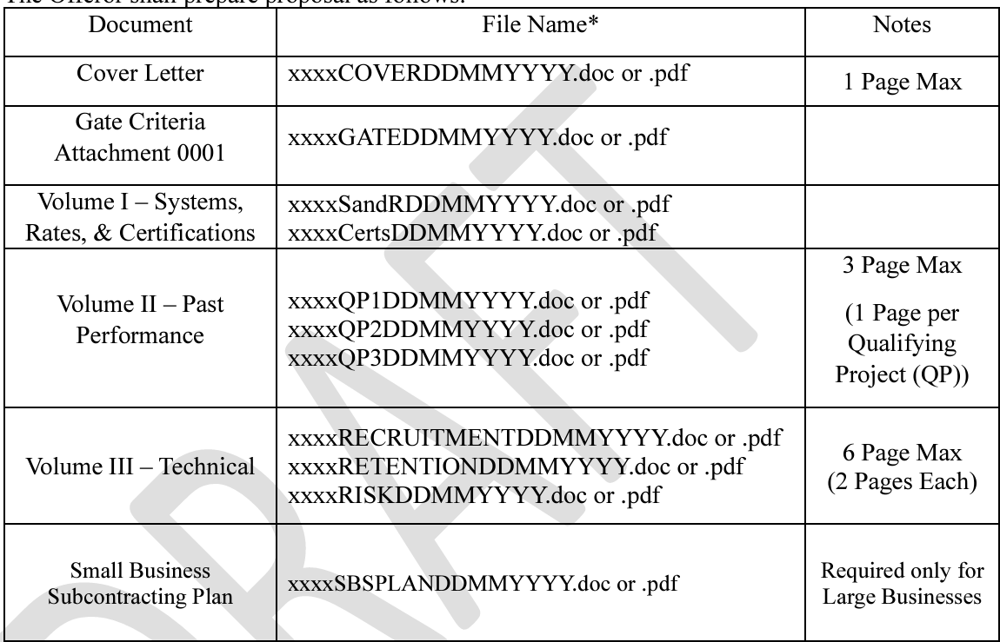 The Offeror shall prepare proposal as follows:
Document
File Name*
Notes
Cover Letter
xxxxCOVERDDMMYYYY.doc or .pdf
1 Page Max
Gate Criteria
Attachment 0001
xxxxGATEDDMMYYYY.doc or .pdf
Volume I – Systems,
Rates, & Certifications
xxxxSandRDDMMYYYY.doc or .pdf
xxxxCertsDDMMYYYY.doc or .pdf
Volume II – Past
Performance
xxxxQP1DDMMYYYY.doc or .pdf
xxxxQP2DDMMYYYY.doc or .pdf
xxxxQP3DDMMYYYY.doc or .pdf
3 Page Max
(1 Page per
Qualifying
Project (QP))
Volume III – Technical
xxxxRECRUITMENTDDMMYYYY.doc or .pdf
xxxxRETENTIONDDMMYYYY.doc or .pdf
xxxxRISKDDMMYYYY.doc or .pdf
6 Page Max
(2 Pages Each)
Small Business
Subcontracting Plan
xxxxSBSPLANDDMMYYYY.doc or .pdf
Required only for
Large Businesses
DRAFT